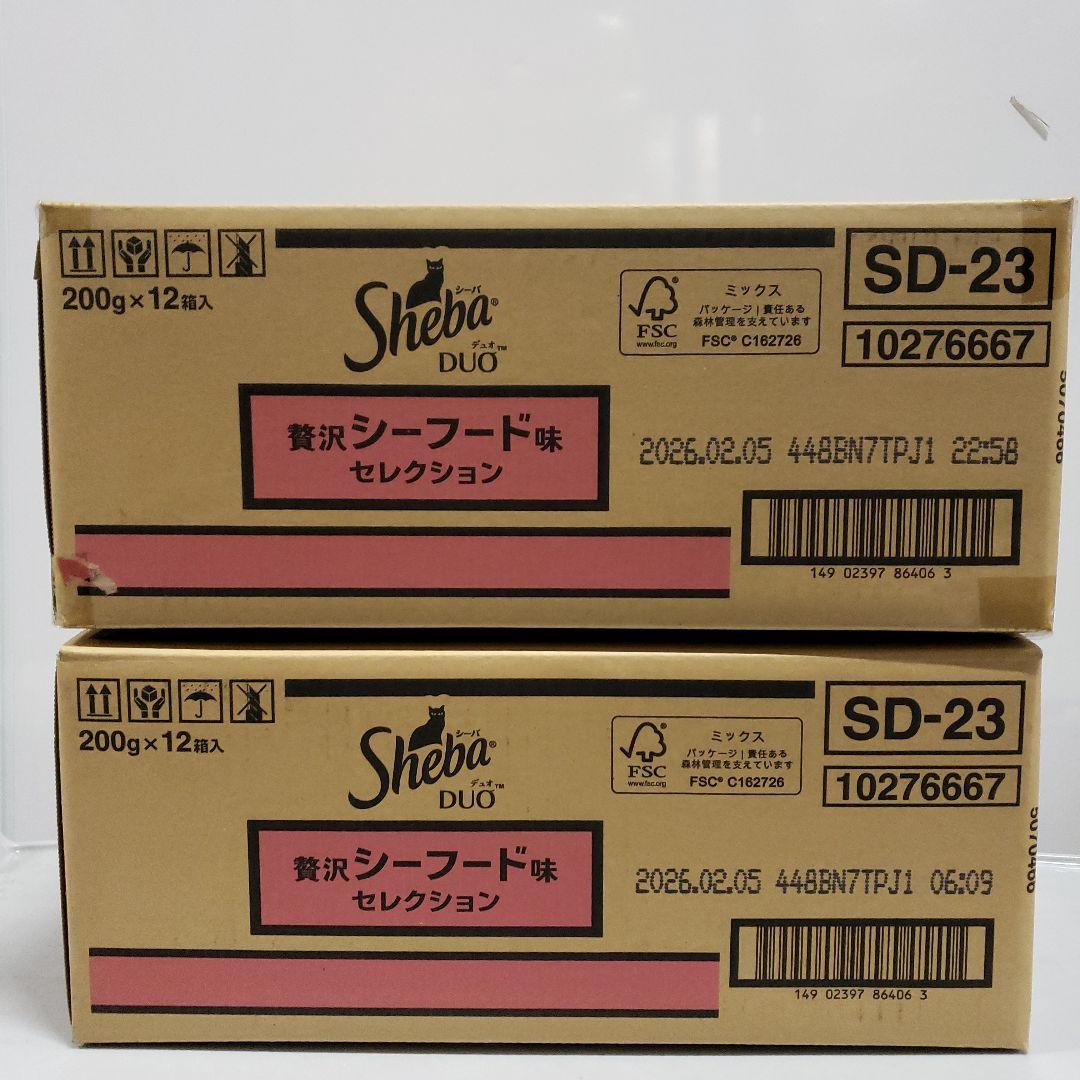 200g×12箱入
シーバ
Sheba®
デュオ
DUO™
FSC
www.fsc.org
ミックス
パッケージ|責任ある
森林管理を支えています
FSC® C162726
SD-23
10276667
贅沢シーフード味
セレクション
2026.02.05 448BN7TPJ1 22:58
149 02397 86406 3
200g×12箱入
シーバ
Sheba®
デュオ
DUO™
FSC
www.fsc.org
ミックス
パッケージ|責任ある
森林管理を支えています
FSC® C162726
SD-23
10276667
贅沢シーフード味
セレクション
2026.02.05 448BN7TPJ1 06:09
149 02397 86406 3